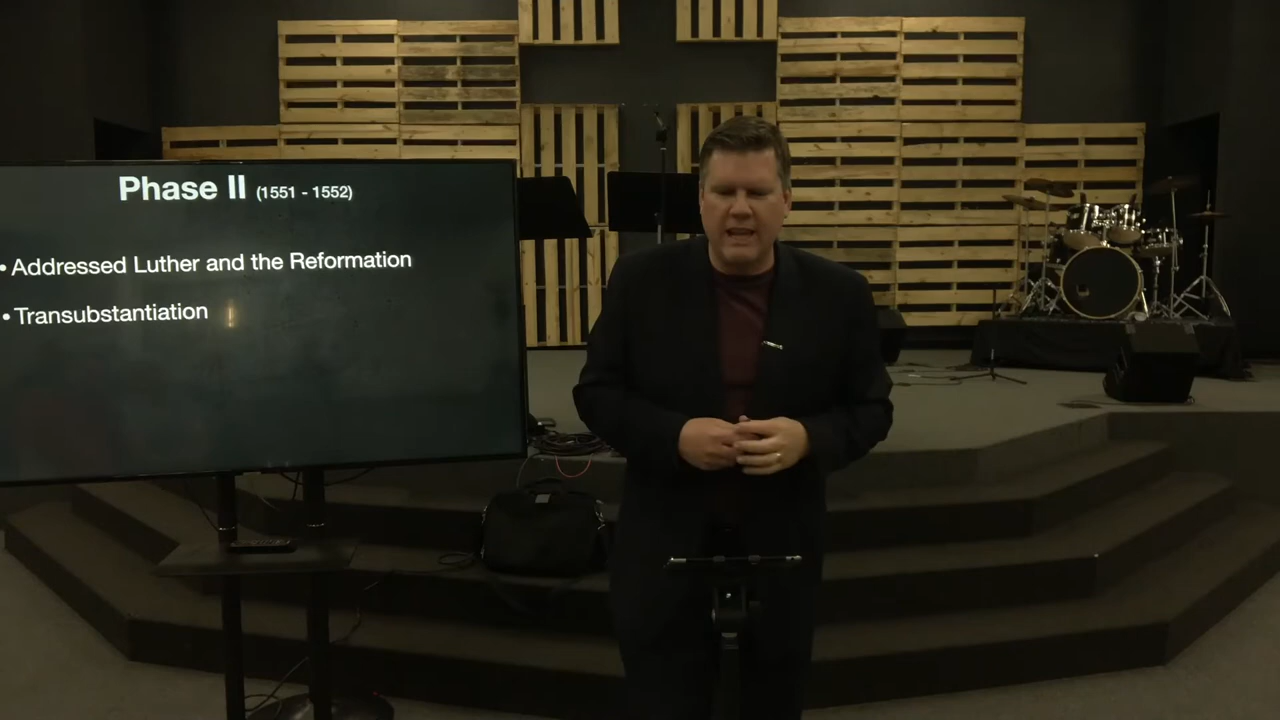 Phase II (1551 - 1552)
• Addressed Luther and the Reformation
• Transubstantiation